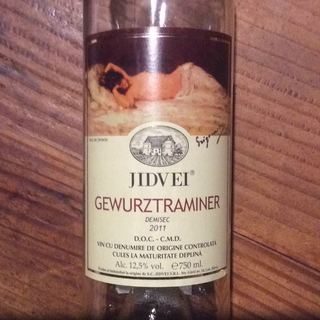 JIDVEI®
GEWURZTRAMINER
DEMISEC
2011
D.O.C. - C.M.D.
VIN CU DENUMIRE DE ORIGINE CONTROLATĂ
CULES LA MATURITATE DEPLINĂ
Alc. 12,5% vol. e 750 ml.